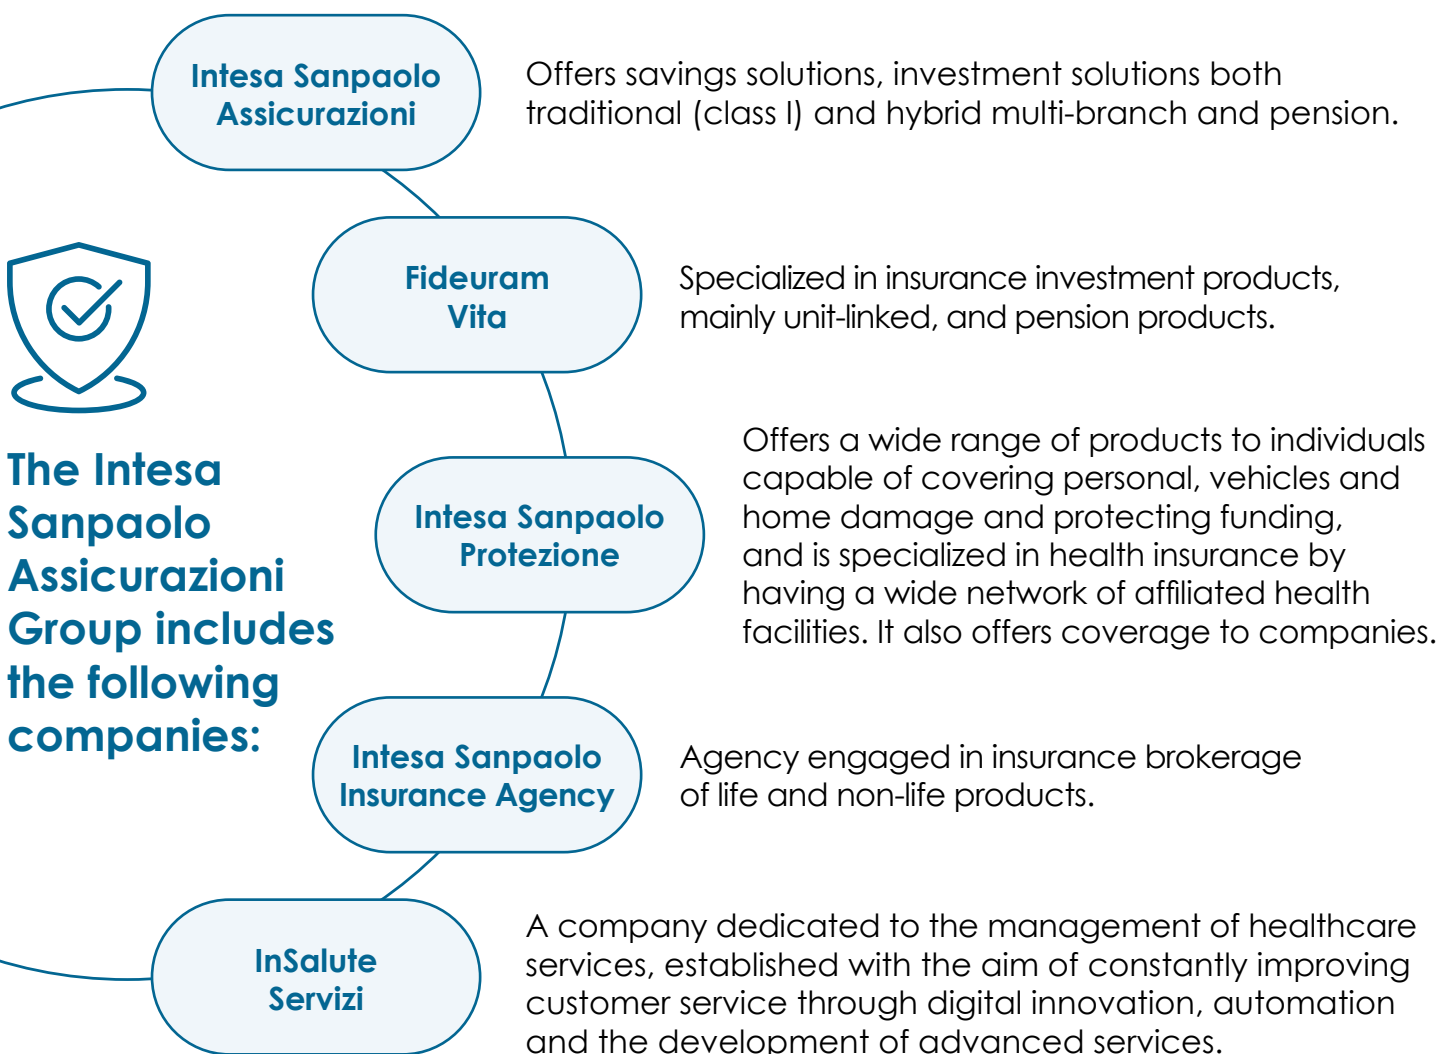 The Intesa
Sanpaolo
Assicurazioni
Group includes
the following
companies:
Intesa Sanpaolo
Assicurazioni
Offers savings solutions, investment solutions both
traditional (class I) and hybrid multi-branch and pension.
Fideuram
Vita
Specialized in insurance investment products,
mainly unit-linked, and pension products.
Intesa Sanpaolo
Protezione
Offers a wide range of products to individuals
capable of covering personal, vehicles and
home damage and protecting funding,
and is specialized in health insurance by
having a wide network of affiliated health
facilities. It also offers coverage to companies.
Intesa Sanpaolo
Insurance Agency
Agency engaged in insurance brokerage
of life and non-life products.
InSalute
Servizi
A company dedicated to the management of healthcare
services, established with the aim of constantly improving
customer service through digital innovation, automation
and the development of advanced services.